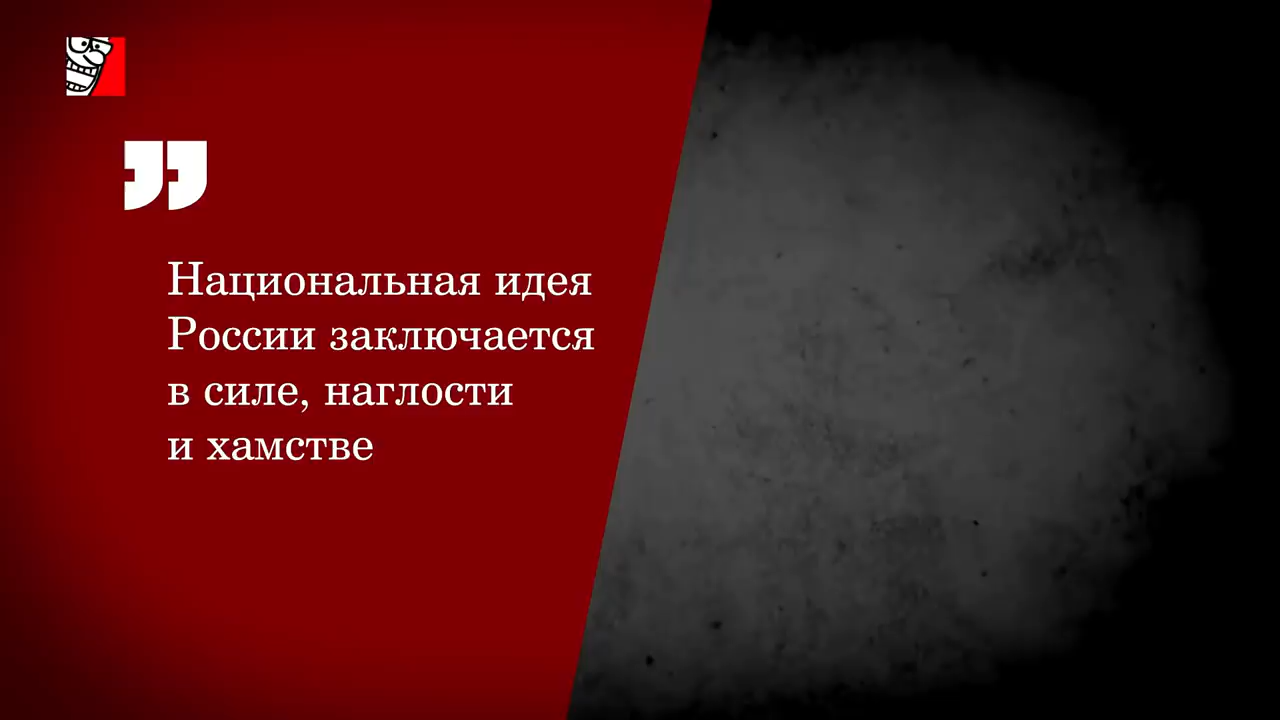 Национальная идея
России заключается
в силе, наглости
и хамстве